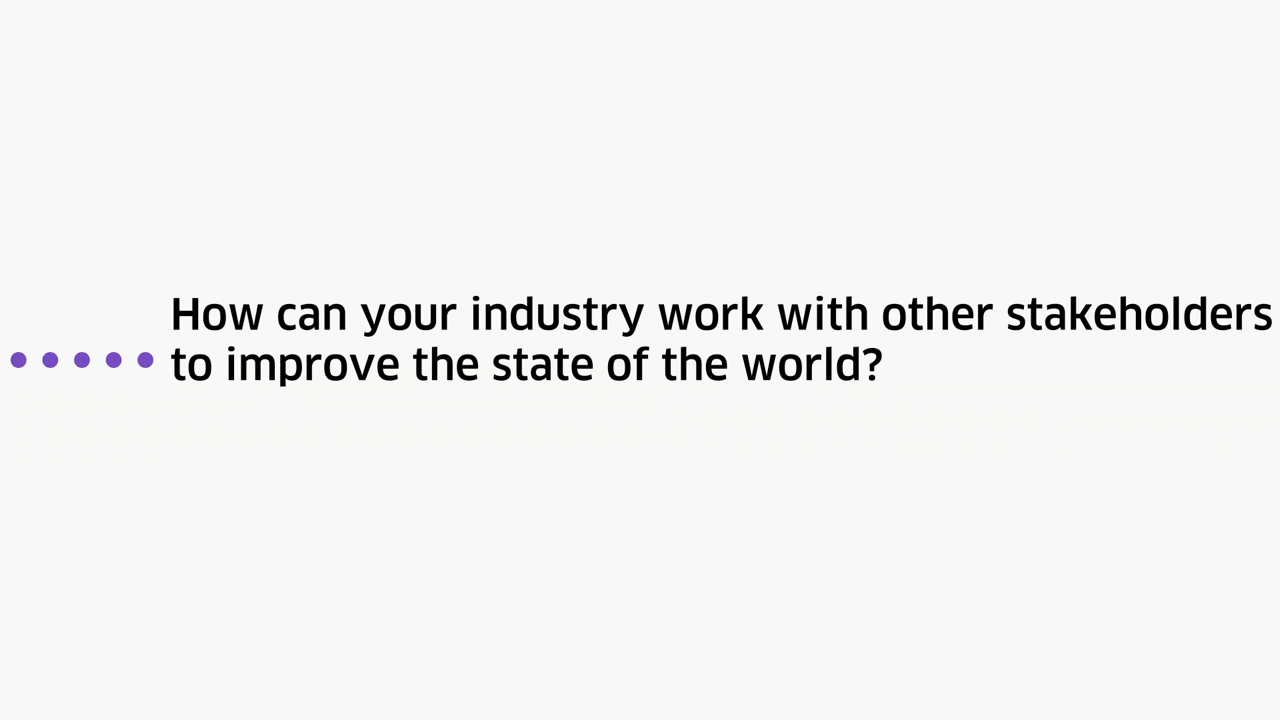 How can your industry work with other stakeholders
to improve the state of the world?